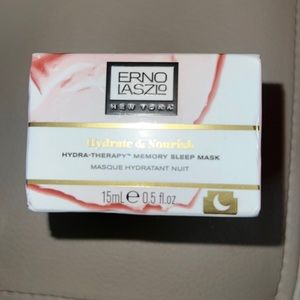 ERNO
LASZLO
NEW YORK
Hydrate & Nourish
HYDRA-THERAPY™ MEMORY SLEEP MASK
MASQUE HYDRATANT NUIT
15mL ℮ 0.5 fl.oz